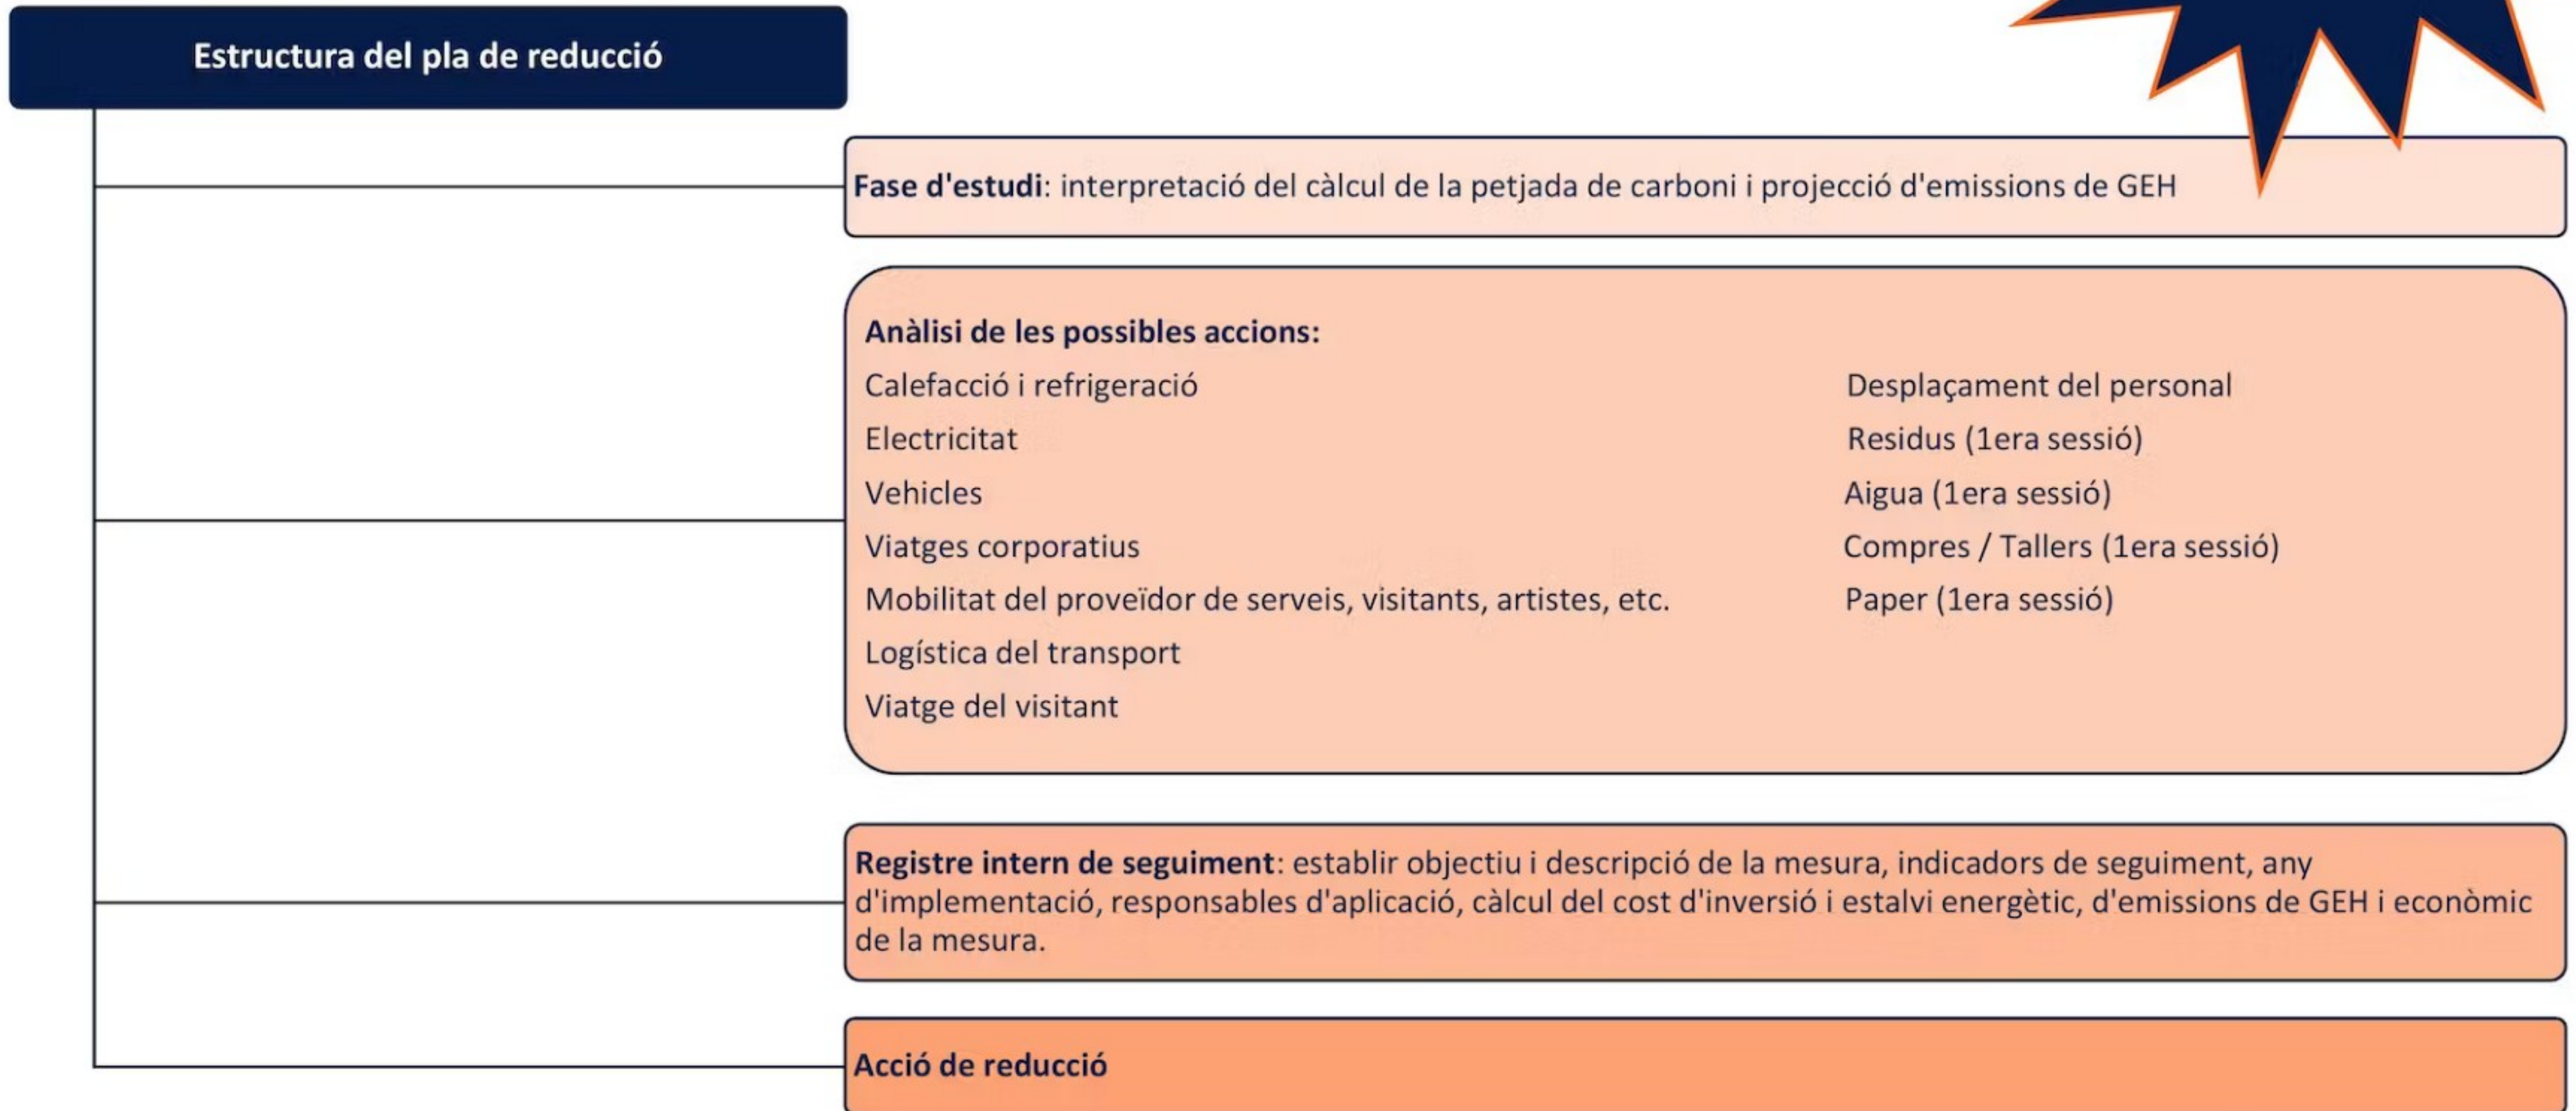 Estructura del pla de reducció
Fase d'estudi: interpretació del càlcul de la petjada de carboni i projecció d'emissions de GEH
Anàlisi de les possibles accions:
Calefacció i refrigeració
Electricitat
Vehicles
Viatges corporatius
Mobilitat del proveïdor de serveis, visitants, artistes, etc.
Logística del transport
Viatge del visitant
Desplaçament del personal
Residus (1era sessió)
Aigua (1era sessió)
Compres / Tallers (1era sessió)
Paper (1era sessió)
Registre intern de seguiment: establir objectiu i descripció de la mesura, indicadors de seguiment, any
d'implementació, responsables d'aplicació, càlcul del cost d'inversió i estalvi energètic, d'emissions de GEH i econòmic
de la mesura.
Acció de reducció